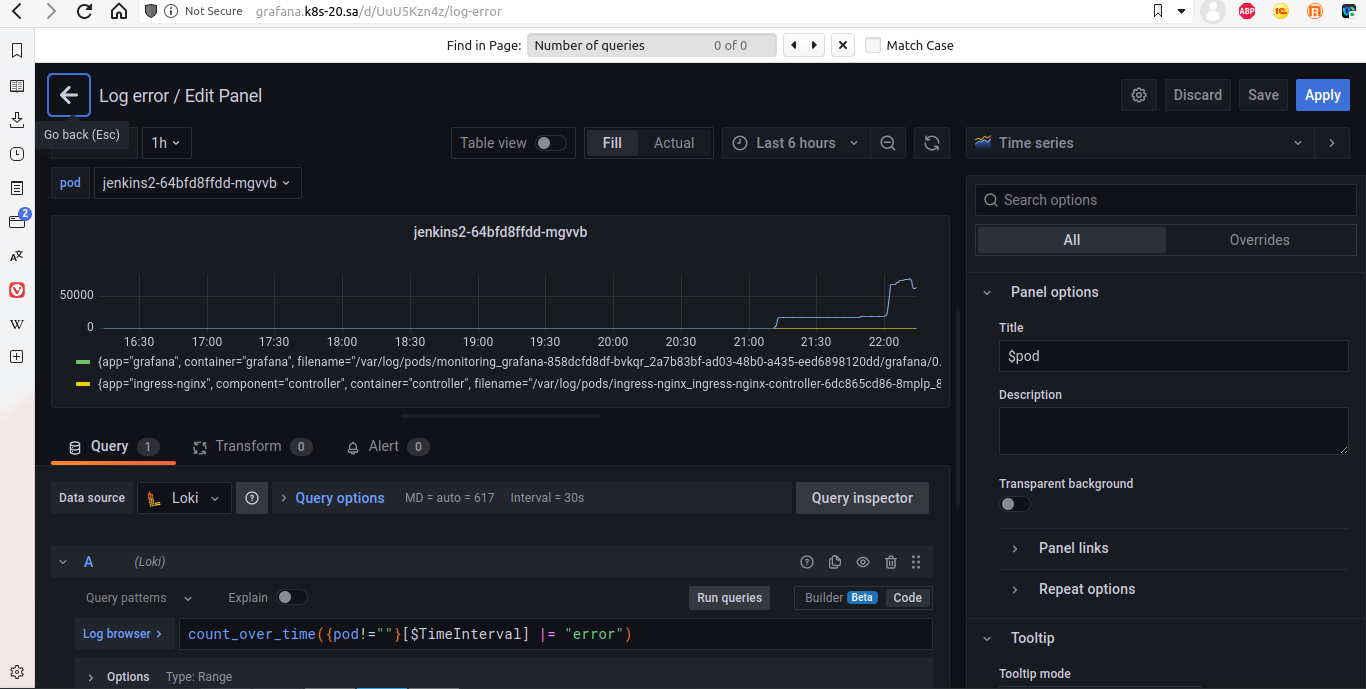 Not Secure grafana.k8s-20.sa/d/UuU5Kzn4z/log-error
ABP
Find in Page: Number of queries 0 of 0 Match Case
Log error / Edit Panel Discard Save Apply
Go back (Esc)
1h Table view Fill Actual Last 6 hours Time series
pod jenkins2-64bfd8ffdd-mgvvb
Search options
All Overrides
jenkins2-64bfd8ffdd-mgvvb
50000
0
16:30 17:00 17:30 18:00 18:30 19:00 19:30 20:00 20:30 21:00 21:30 22:00
{app="grafana", container="grafana", filename="/var/log/pods/monitoring_grafana-858dcfd8df-bvkqr_2a7b83bf-ad03-48b0-a435-eed6898120dd/grafana/0.
{app="ingress-nginx", component="controller", container="controller", filename="/var/log/pods/ingress-nginx_ingress-nginx-controller-6dc865cd86-8mplp_8
Panel options
Title
$pod
Description
Transparent background
Panel links
Repeat options
Tooltip
Tooltip mode
Query 1 Transform 0 Alert 0
Data source Loki Query options MD = auto = 617 Interval = 30s Query inspector
A (Loki)
Query patterns Explain Run queries Builder Beta Code
Log browser > count_over_time({pod!=""}[$TimeInterval] |= "error")
Options Type: Range
2
W